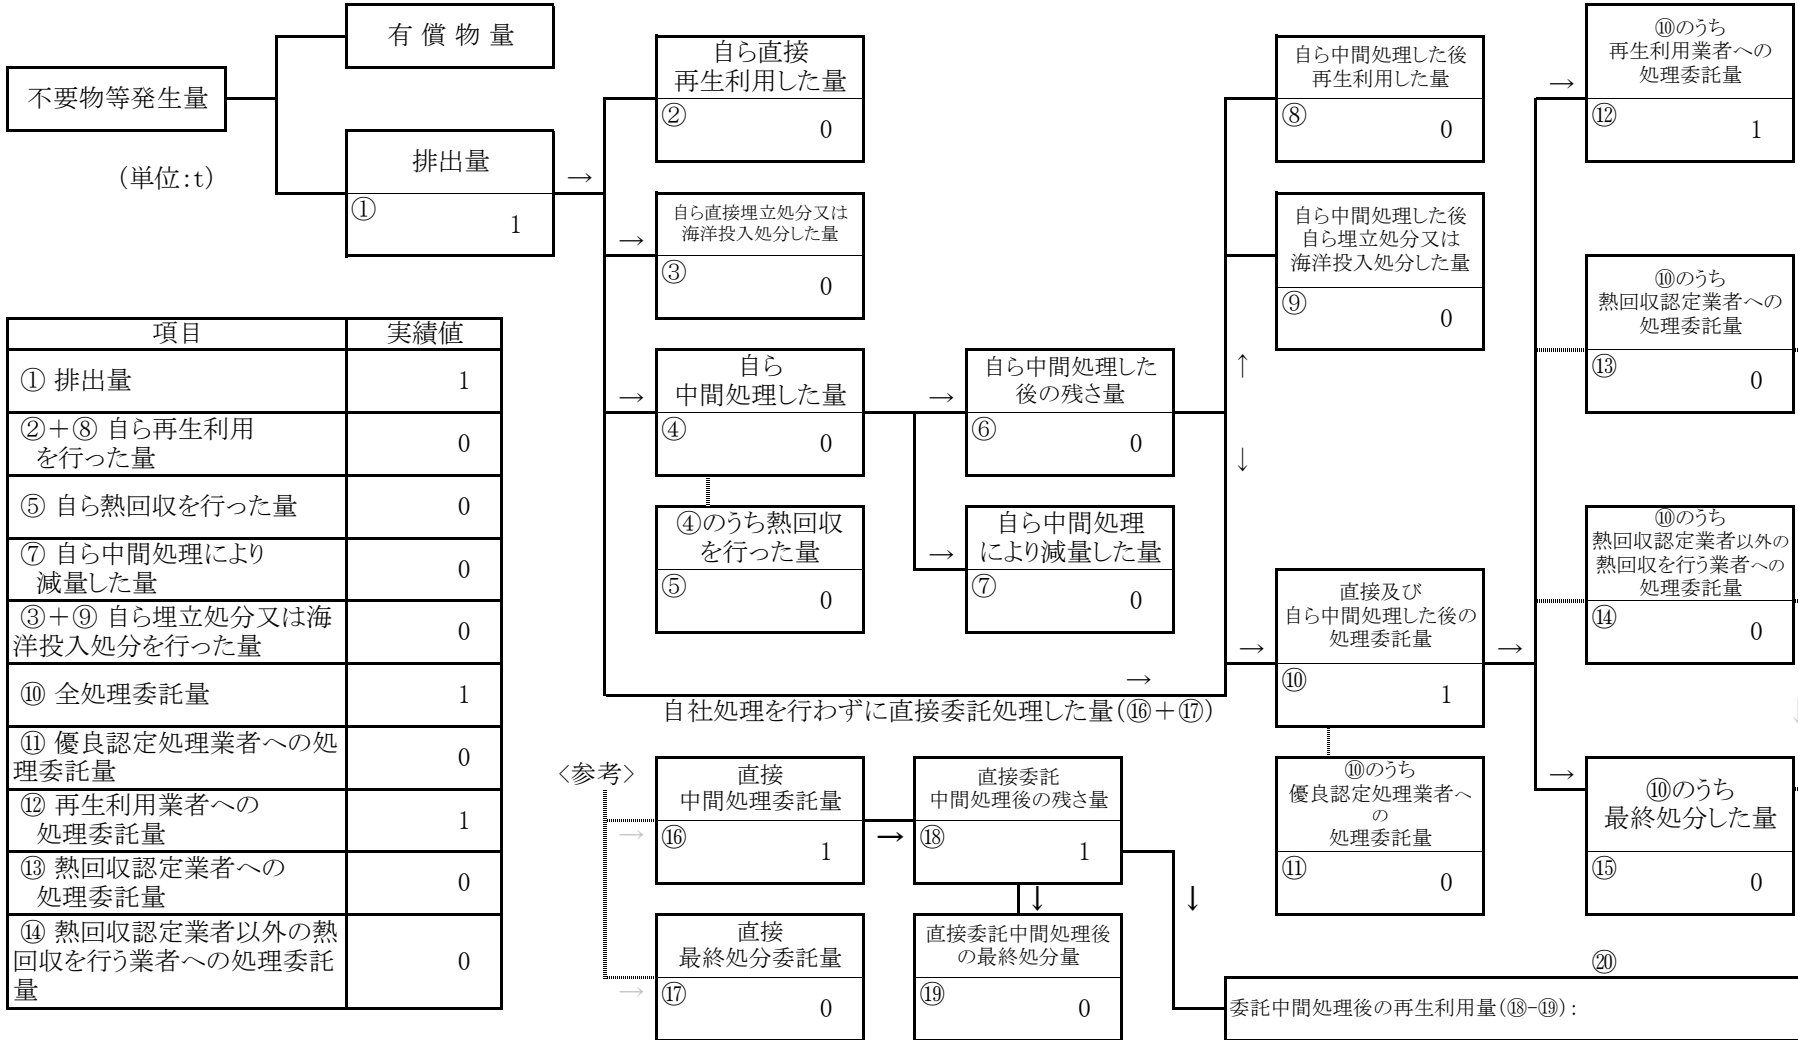 有償物量
不要物等発生量
（単位:t）
排出量
①
1
→
自ら直接
再生利用した量
②
0
→
自ら直接埋立処分又は
海洋投入処分した量
③
0
→
自ら
中間処理した量
④
0
④のうち熱回収
を行った量
⑤
0
→
自ら中間処理した
後の残さ量
⑥
0
→
自ら中間処理
により減量した量
⑦
0
自ら中間処理した後
再生利用した量
⑧
0
自ら中間処理した後
自ら埋立処分又は
海洋投入処分した量
⑨
0
↑
↓
→
直接及び
自ら中間処理した後の
処理委託量
⑩
1
→
⑩のうち
優良認定処理業者へ
の
処理委託量
⑪
0
→
⑩のうち
再生利用業者への
処理委託量
⑫
1
⑩のうち
熱回収認定業者への
処理委託量
⑬
0
⑩のうち
熱回収認定業者以外の
熱回収を行う業者への
処理委託量
⑭
0
↓
→
⑩のうち
最終処分した量
⑮
0
→
自社処理を行わずに直接委託処理した量(⑯＋⑰)
〈参考〉
→
直接
中間処理委託量
⑯
1
→
直接委託
中間処理後の残さ量
⑱
1
↓
↓
→
直接
最終処分委託量
⑰
0
直接委託中間処理後
の最終処分量
⑲
0
⑳
委託中間処理後の再生利用量(⑱-⑲)：
項目 実績値
① 排出量 1
②＋⑧ 自ら再生利用
を行った量 0
⑤ 自ら熱回収を行った量 0
⑦ 自ら中間処理により
減量した量 0
③＋⑨ 自ら埋立処分又は海
洋投入処分を行った量 0
⑩ 全処理委託量 1
⑪ 優良認定処理業者への処
理委託量 0
⑫ 再生利用業者への
処理委託量 1
⑬ 熱回収認定業者への
処理委託量 0
⑭ 熱回収認定業者以外の熱
回収を行う業者への処理委託
量 0